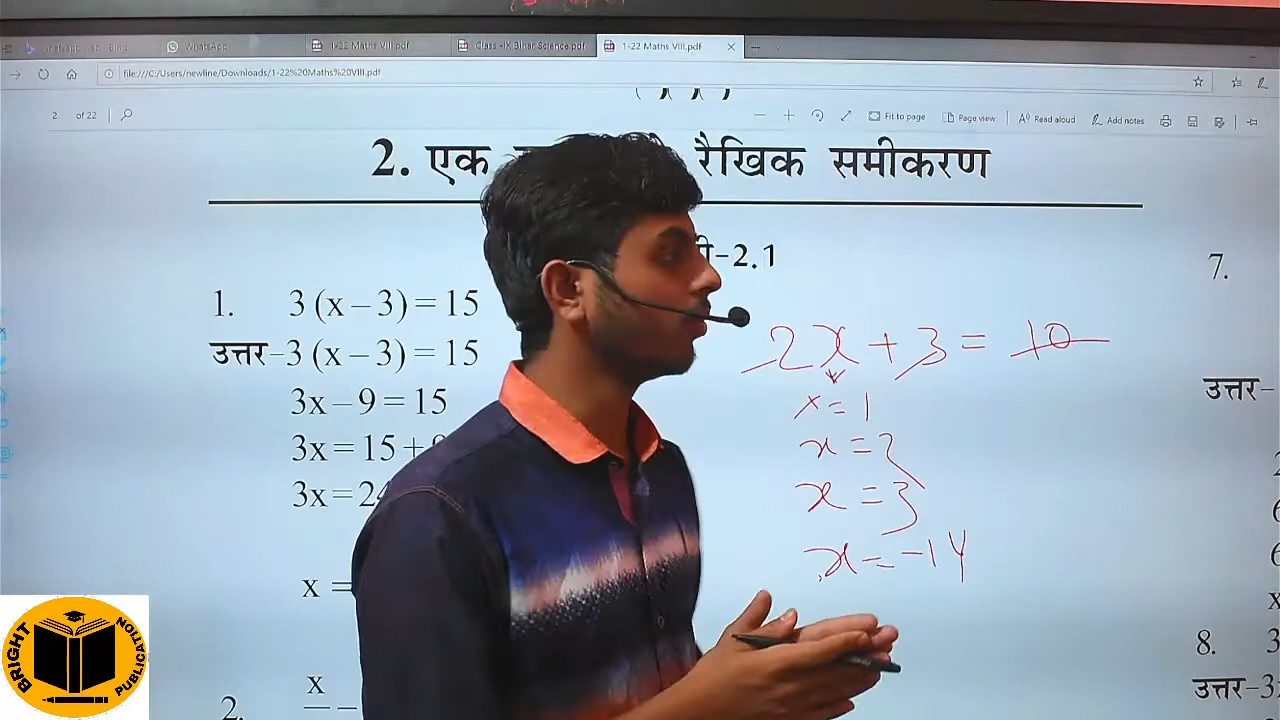 WhatsApp
1-22 Maths VIII.pdf
Class -IX Bihar Science pdf
1-22 Maths VIII.pdf
file:///C:/Users/newline/Downloads/1-22%20Maths%20VIII.pdf
2 of 22
Fit to page
Page view
Read aloud
Add notes
2. एक
रैखिक समीकरण
-2.1
1. 3 (x – 3) = 15
उत्तर–3 (x – 3) = 15
3x – 9 = 15
3x = 15 +
3x = 24
x =
2. x
2x + 3 = 10
x = 1
x = 2
x = 3
x = -14
7.
उत्तर–
8. 3
उत्तर–3
BRIGHT PUBLICATION